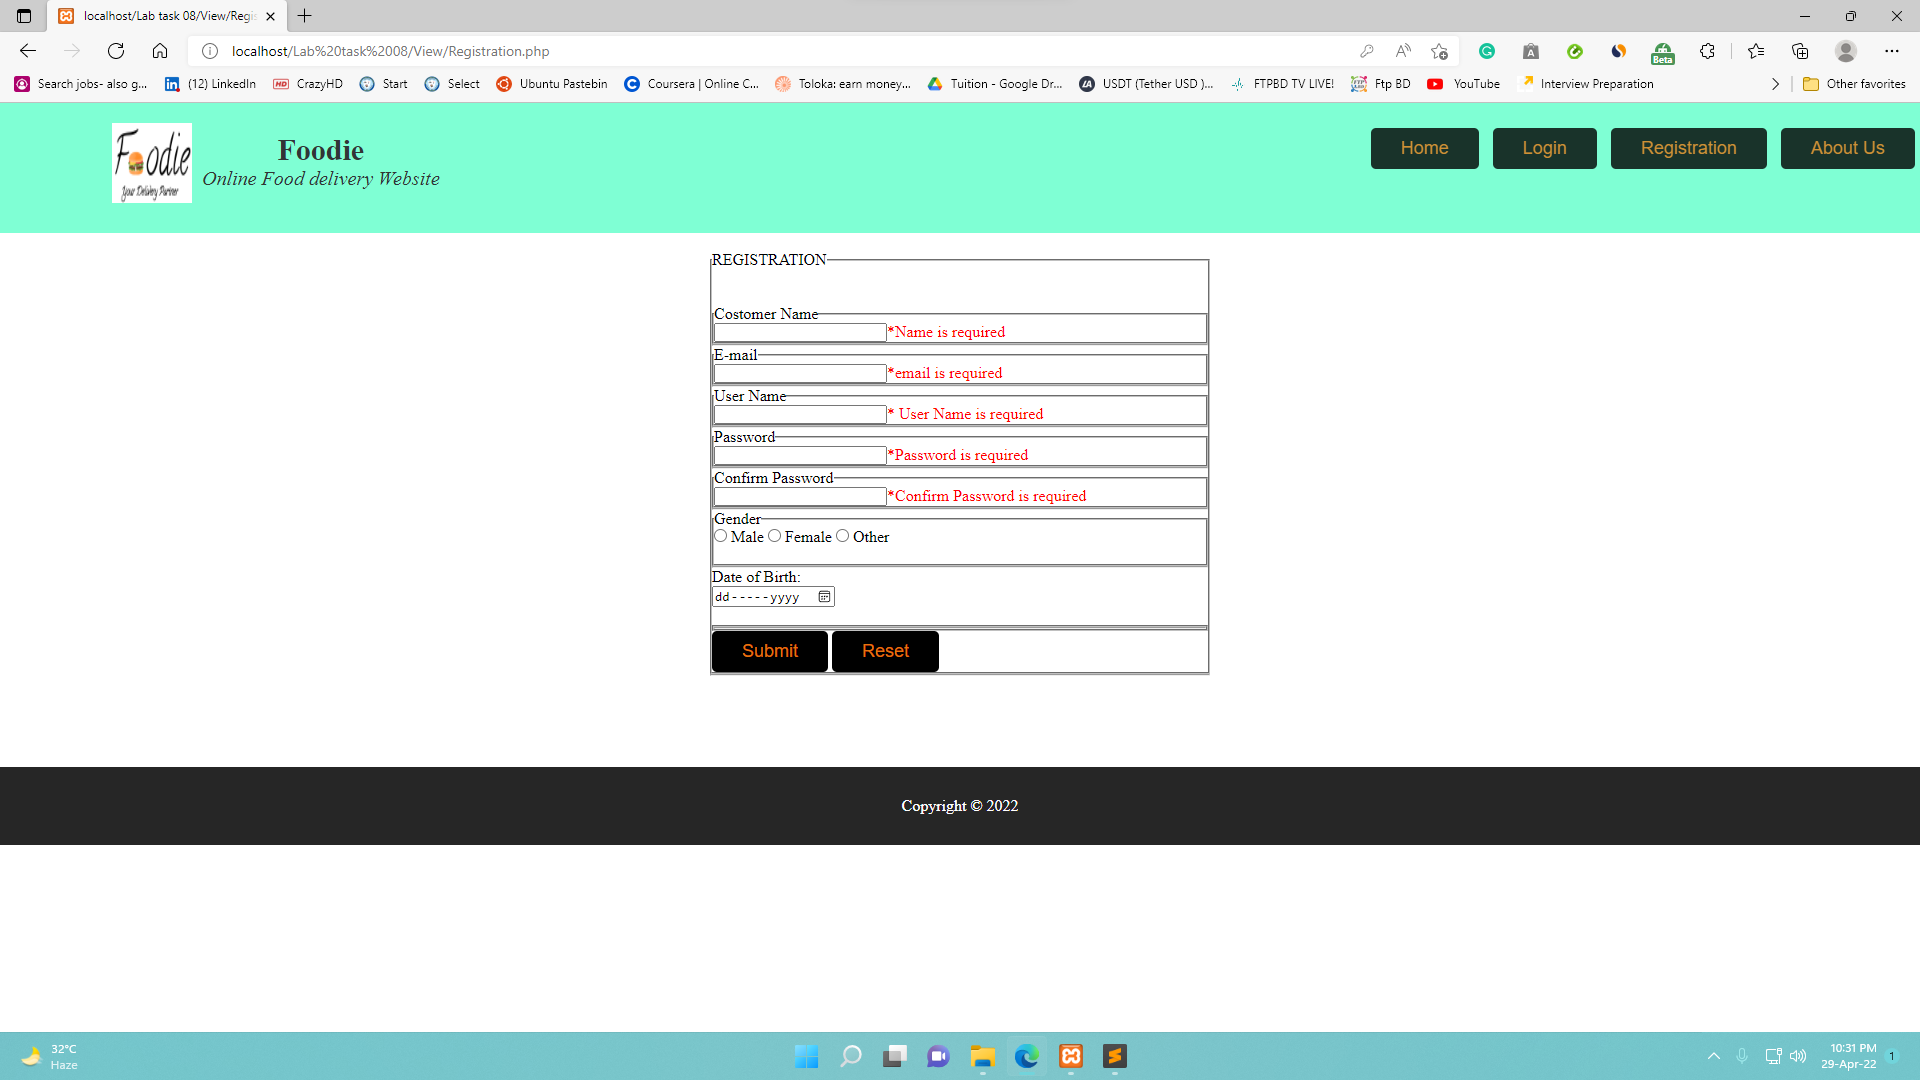 localhost/Lab task 08/View/Regis
localhost/Lab%20task%2008/View/Registration.php
Beta
Search jobs- also g...
(12) LinkedIn
CrazyHD
Start
Select
Ubuntu Pastebin
Coursera | Online C...
Toloka: earn money...
Tuition - Google Dr...
USDT (Tether USD )...
FTPBD TV LIVE!
Ftp BD
YouTube
Interview Preparation
Other favorites
Foodie
Your Delivery Partner
Foodie
Online Food delivery Website
Home
Login
Registration
About Us
REGISTRATION
Costomer Name
*Name is required
E-mail
*email is required
User Name
* User Name is required
Password
*Password is required
Confirm Password
*Confirm Password is required
Gender
Male Female Other
Date of Birth:
dd-----yyyy
Submit Reset
Copyright © 2022
32°C
Haze
10:31 PM
29-Apr-22
1